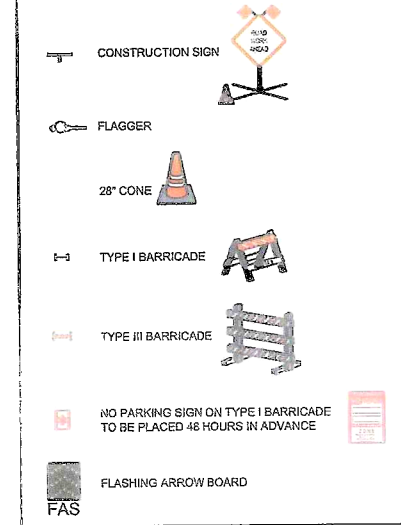 CONSTRUCTION SIGN
ROAD
WORK
AHEAD
FLAGGER
28" CONE
TYPE I BARRICADE
TYPE III BARRICADE
NO PARKING SIGN ON TYPE I BARRICADE
TO BE PLACED 48 HOURS IN ADVANCE
FLASHING ARROW BOARD
FAS